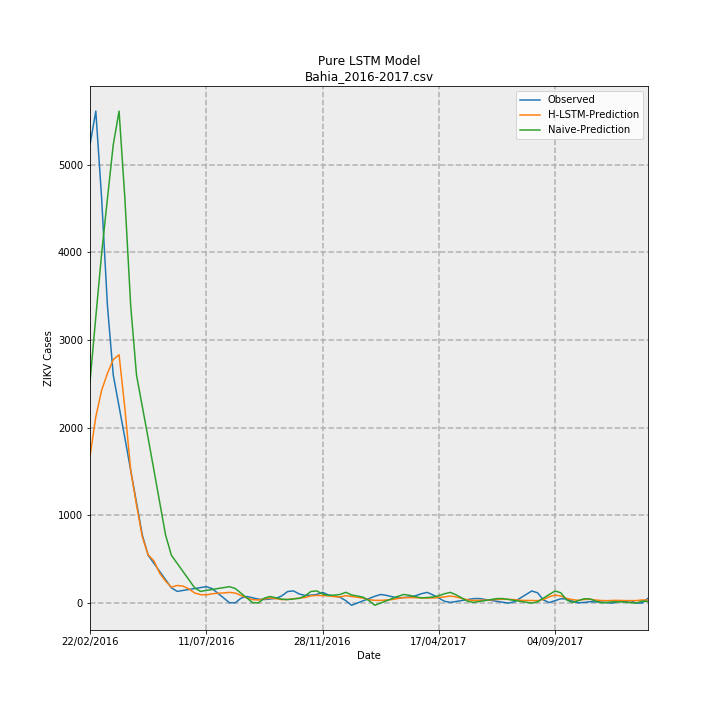 Pure LSTM Model
Bahia_2016-2017.csv
Observed
H-LSTM-Prediction
Naive-Prediction
ZIKV Cases
5000
4000
3000
2000
1000
0
22/02/2016
11/07/2016
28/11/2016
17/04/2017
04/09/2017
Date